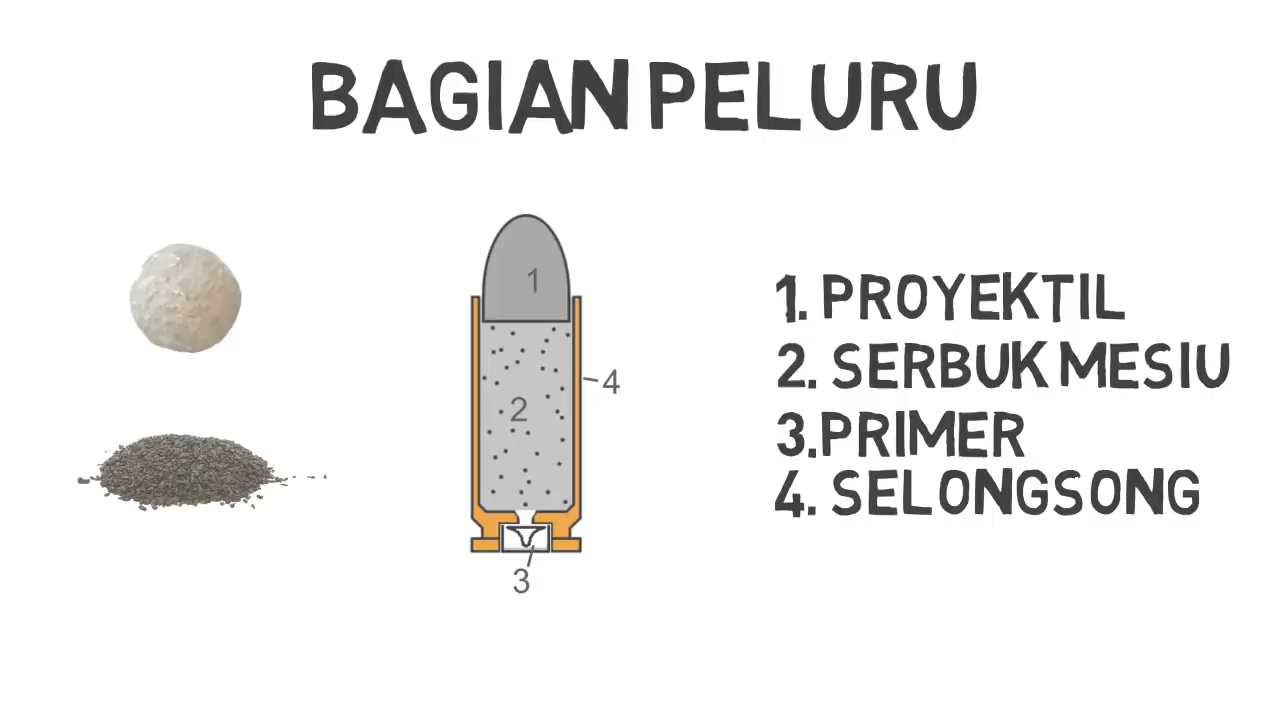 BAGIAN PELURU
1
2
3
4
1. PROYEKTIL
2. SERBUK MESIU
3.PRIMER
4. SELONGSONG